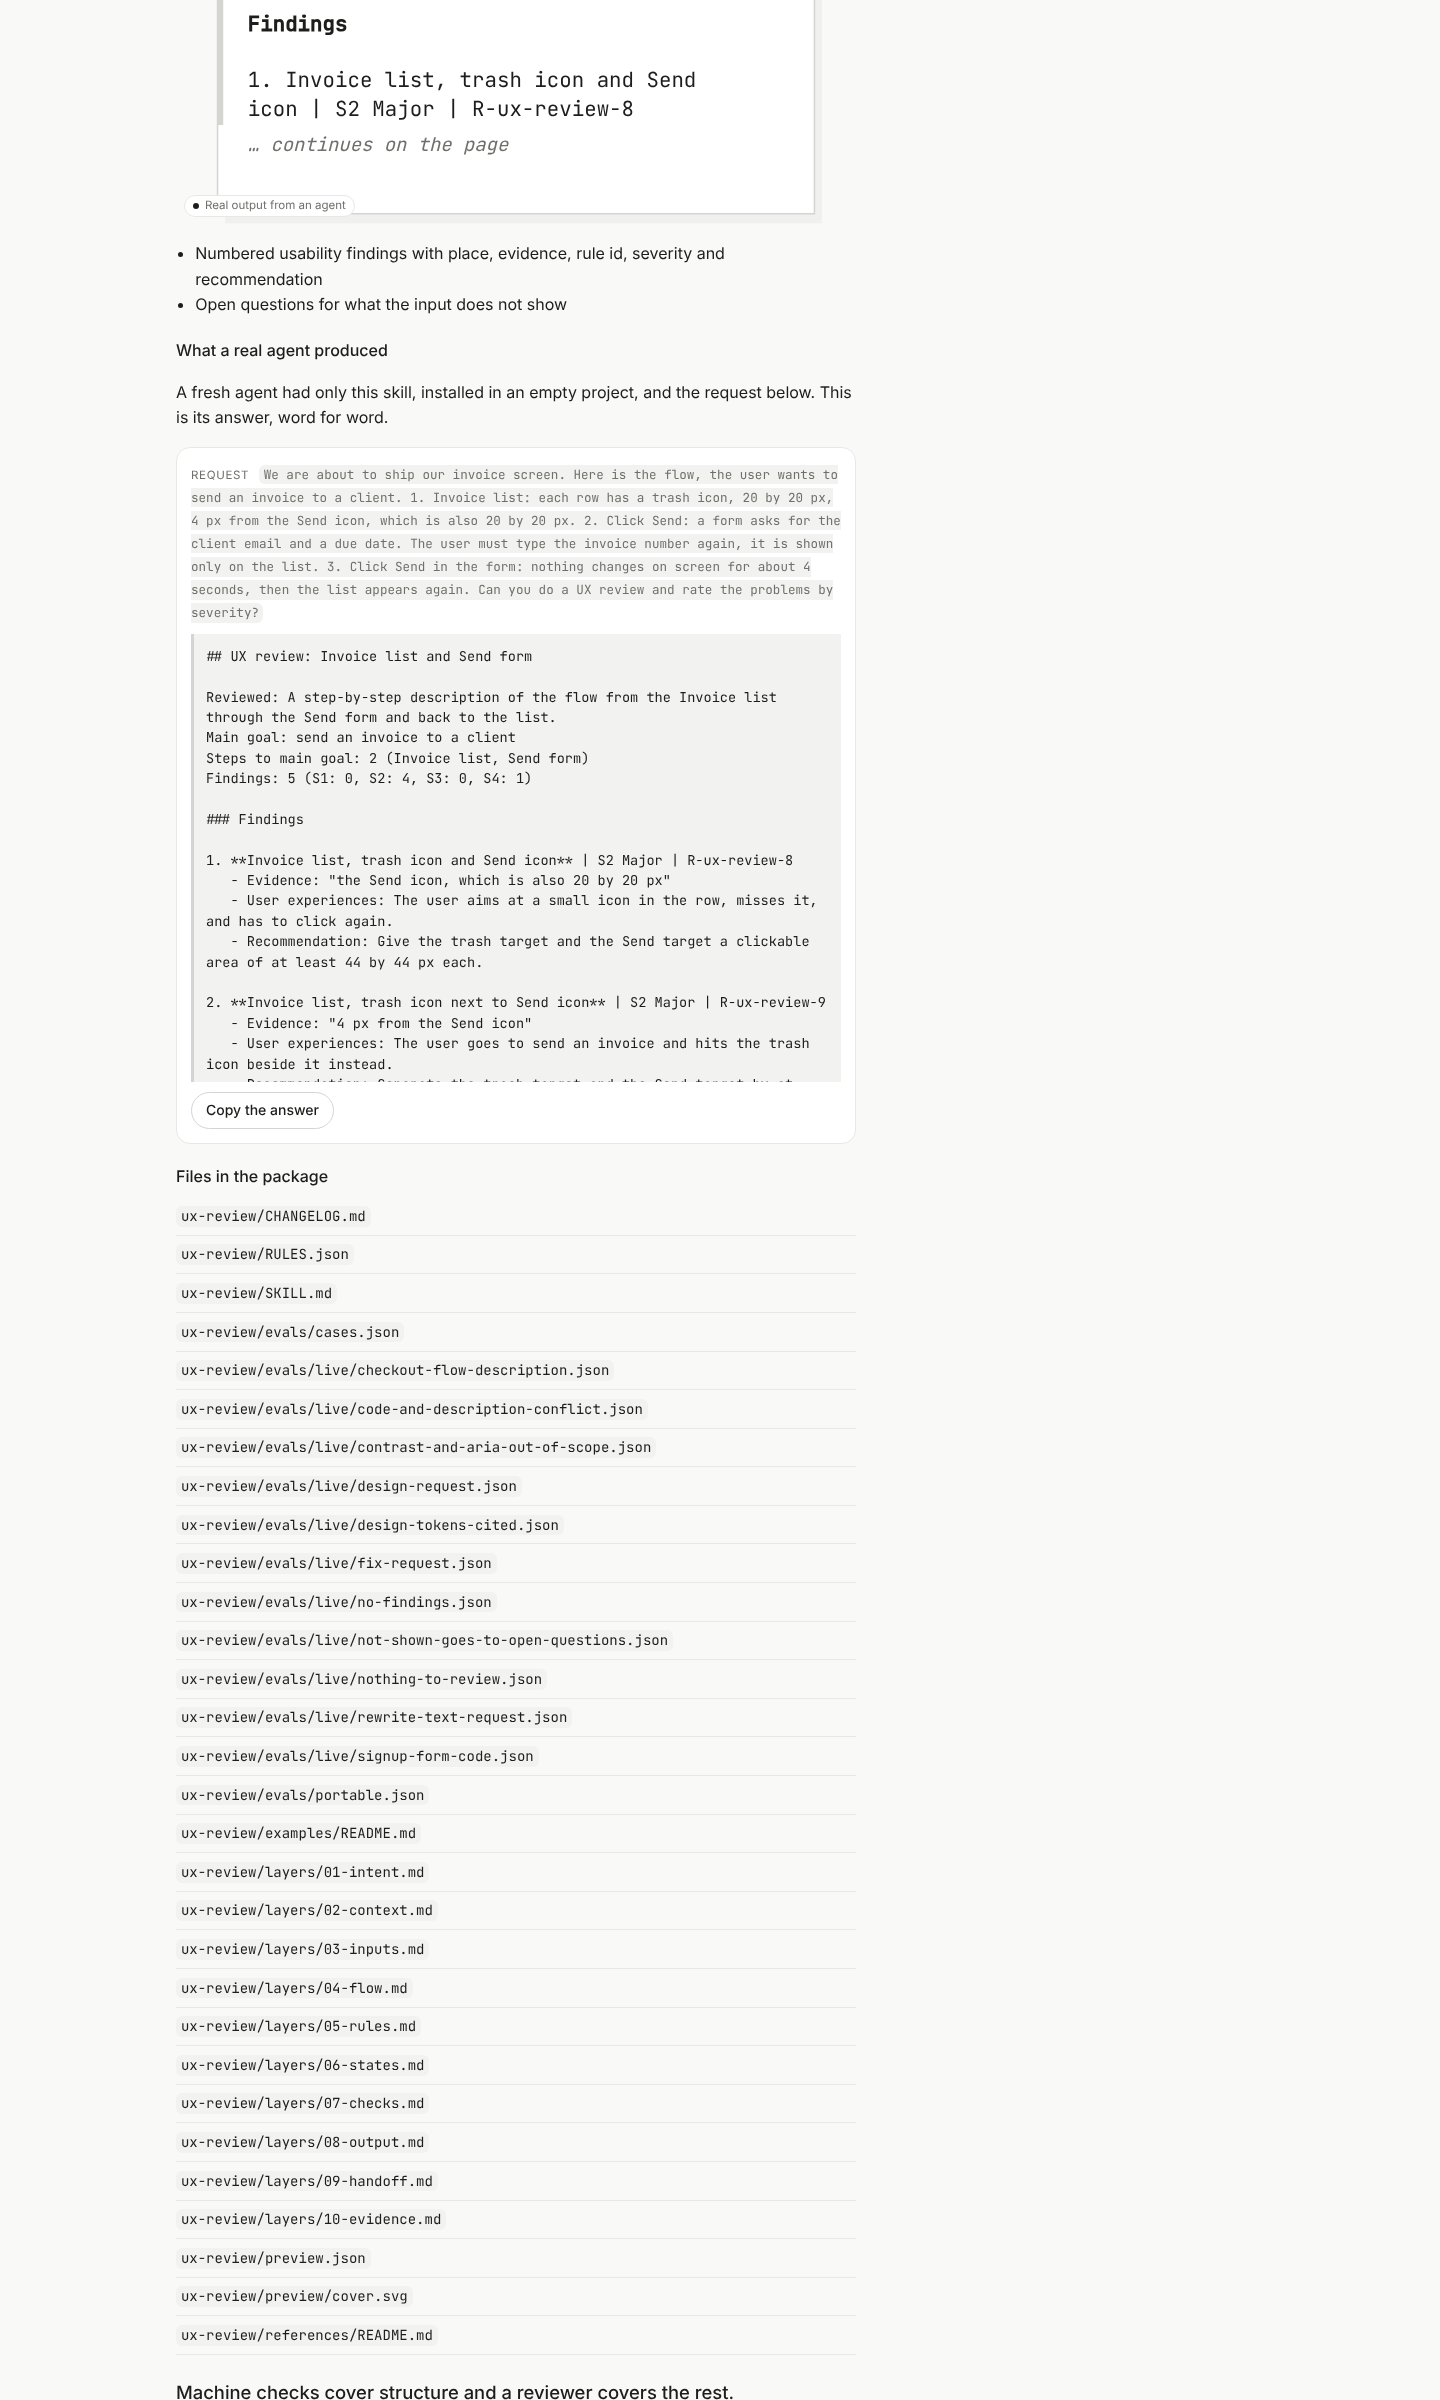 Findings
1. Invoice list, trash icon and Send
icon | S2 Major | R-ux-review-8
… continues on the page
Real output from an agent
• Numbered usability findings with place, evidence, rule id, severity and
recommendation
• Open questions for what the input does not show
What a real agent produced
A fresh agent had only this skill, installed in an empty project, and the request below. This
is its answer, word for word.
REQUEST We are about to ship our invoice screen. Here is the flow, the user wants to
send an invoice to a client. 1. Invoice list: each row has a trash icon, 20 by 20 px,
4 px from the Send icon, which is also 20 by 20 px. 2. Click Send: a form asks for the
client email and a due date. The user must type the invoice number again, it is shown
only on the list. 3. Click Send in the form: nothing changes on screen for about 4
seconds, then the list appears again. Can you do a UX review and rate the problems by
severity?
## UX review: Invoice list and Send form
Reviewed: A step-by-step description of the flow from the Invoice list
through the Send form and back to the list.
Main goal: send an invoice to a client
Steps to main goal: 2 (Invoice list, Send form)
Findings: 5 (S1: 0, S2: 4, S3: 0, S4: 1)
### Findings
1. **Invoice list, trash icon and Send icon** | S2 Major | R-ux-review-8
- Evidence: "the Send icon, which is also 20 by 20 px"
- User experiences: The user aims at a small icon in the row, misses it,
and has to click again.
- Recommendation: Give the trash target and the Send target a clickable
area of at least 44 by 44 px each.
2. **Invoice list, trash icon next to Send icon** | S2 Major | R-ux-review-9
- Evidence: "4 px from the Send icon"
- User experiences: The user goes to send an invoice and hits the trash
icon beside it instead.
- Recommendation: Separate the trash target and the Send target by at
Copy the answer
Files in the package
ux-review/CHANGELOG.md
ux-review/RULES.json
ux-review/SKILL.md
ux-review/evals/cases.json
ux-review/evals/live/checkout-flow-description.json
ux-review/evals/live/code-and-description-conflict.json
ux-review/evals/live/contrast-and-aria-out-of-scope.json
ux-review/evals/live/design-request.json
ux-review/evals/live/design-tokens-cited.json
ux-review/evals/live/fix-request.json
ux-review/evals/live/no-findings.json
ux-review/evals/live/not-shown-goes-to-open-questions.json
ux-review/evals/live/nothing-to-review.json
ux-review/evals/live/rewrite-text-request.json
ux-review/evals/live/signup-form-code.json
ux-review/evals/portable.json
ux-review/examples/README.md
ux-review/layers/01-intent.md
ux-review/layers/02-context.md
ux-review/layers/03-inputs.md
ux-review/layers/04-flow.md
ux-review/layers/05-rules.md
ux-review/layers/06-states.md
ux-review/layers/07-checks.md
ux-review/layers/08-output.md
ux-review/layers/09-handoff.md
ux-review/layers/10-evidence.md
ux-review/preview.json
ux-review/preview/cover.svg
ux-review/references/README.md
Machine checks cover structure and a reviewer covers the rest.